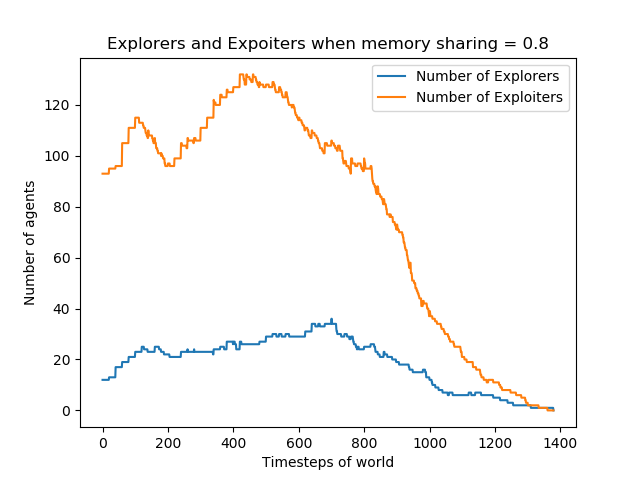 Explorers and Expoiters when memory sharing = 0.8
Number of Explorers
Number of Exploiters
Number of agents
120
100
80
60
40
20
0
0 200 400 600 800 1000 1200 1400
Timesteps of world